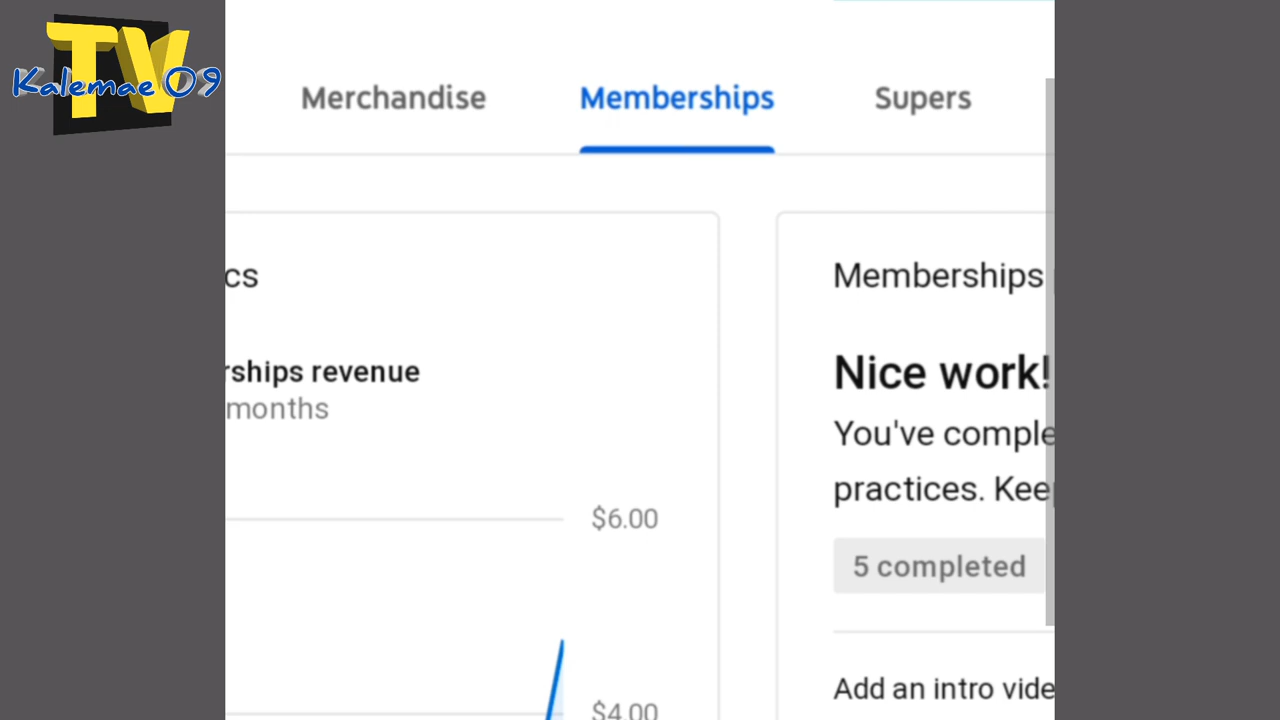 TV
Kalemae 09
Merchandise Memberships Supers
cs
rships revenue
months
$6.00
$4.00
Memberships
Nice work!
You've comple
practices. Kee
5 completed
Add an intro vide